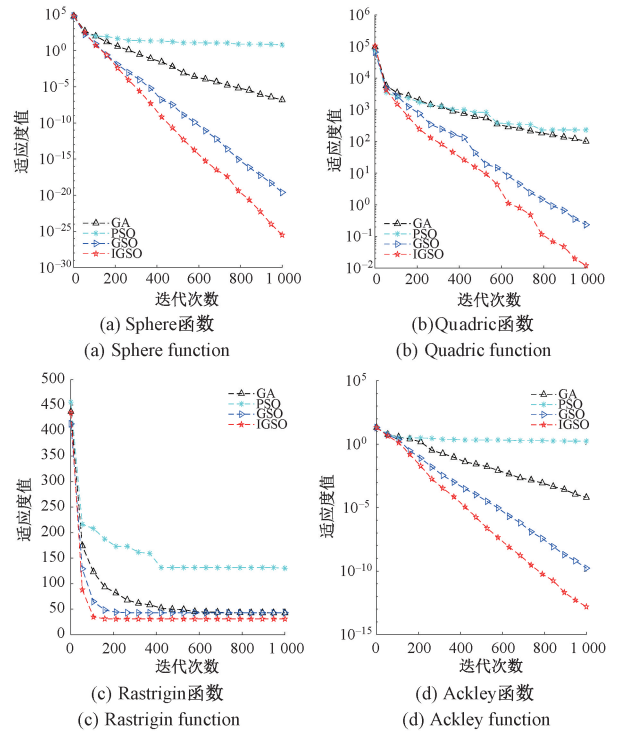 10^0
10^-5
10^-10
10^-15
10^-20
10^-25
10^-30
适应度值
GA
PSO
GSO
IGSO
0 200 400 600 800 1 000
迭代次数
(a) Sphere函数
(a) Sphere function
10^5
10^4
10^3
10^2
10^1
10^0
10^-1
10^-2
适应度值
GA
PSO
GSO
IGSO
0 200 400 600 800 1 000
迭代次数
(b)Quadric函数
(b) Quadric function
500
450
400
350
300
250
200
150
100
50
0
适应度值
GA
PSO
GSO
IGSO
0 200 400 600 800 1 000
迭代次数
(c) Rastrigin函数
(c) Rastrigin function
10^5
10^0
10^-5
10^-10
10^-15
适应度值
GA
PSO
GSO
IGSO
0 200 400 600 800 1 000
迭代次数
(d) Ackley函数
(d) Ackley function